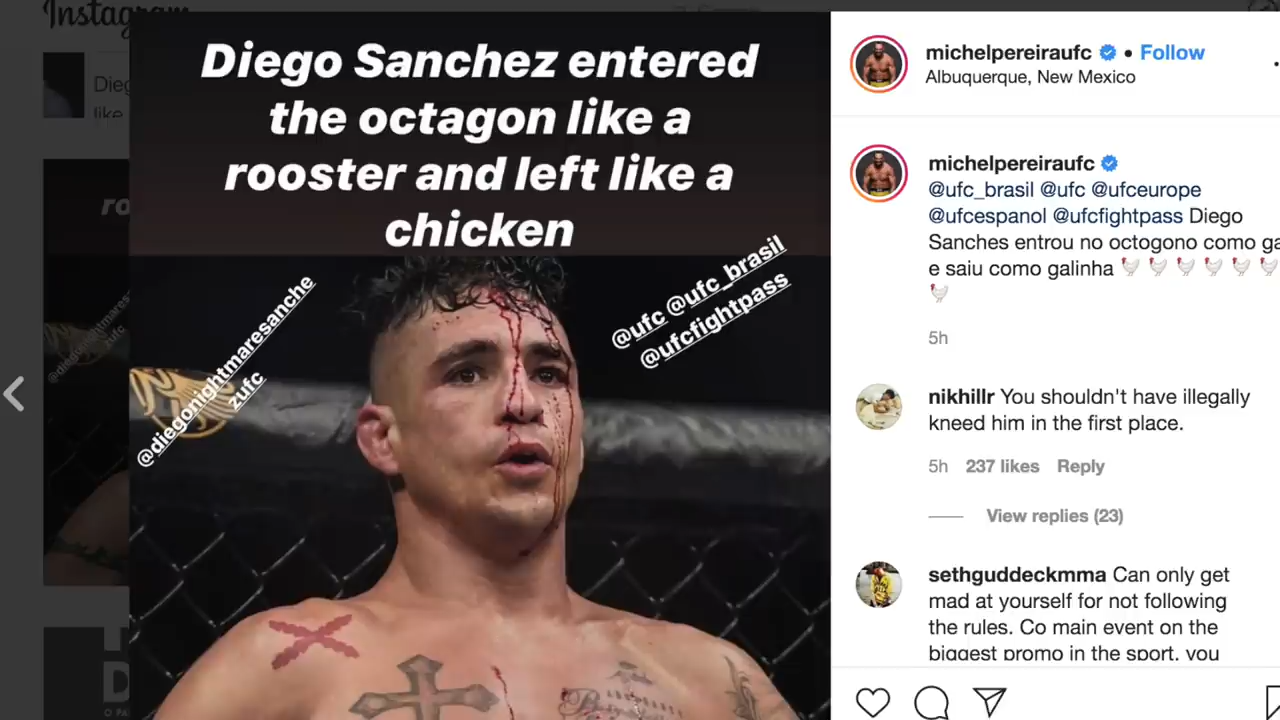 Instagram
Dieg
like
Diego Sanchez entered
the octagon like a
rooster and left like a
chicken
@diegonightmaresanche
zufc
@ufc @ufc_brasil
@ufcfightpass
michelpereiraufc • Follow
Albuquerque, New Mexico
michelpereiraufc
@ufc_brasil @ufc @ufceurope
@ufcespanol @ufcfightpass Diego
Sanches entrou no octogono como ga
e saiu como galinha 🐓🐓🐓🐓🐓🐓
🐓
5h
nikhillr You shouldn't have illegally
kneed him in the first place.
5h 237 likes Reply
View replies (23)
sethguddeckmma Can only get
mad at yourself for not following
the rules. Co main event on the
biggest promo in the sport. you